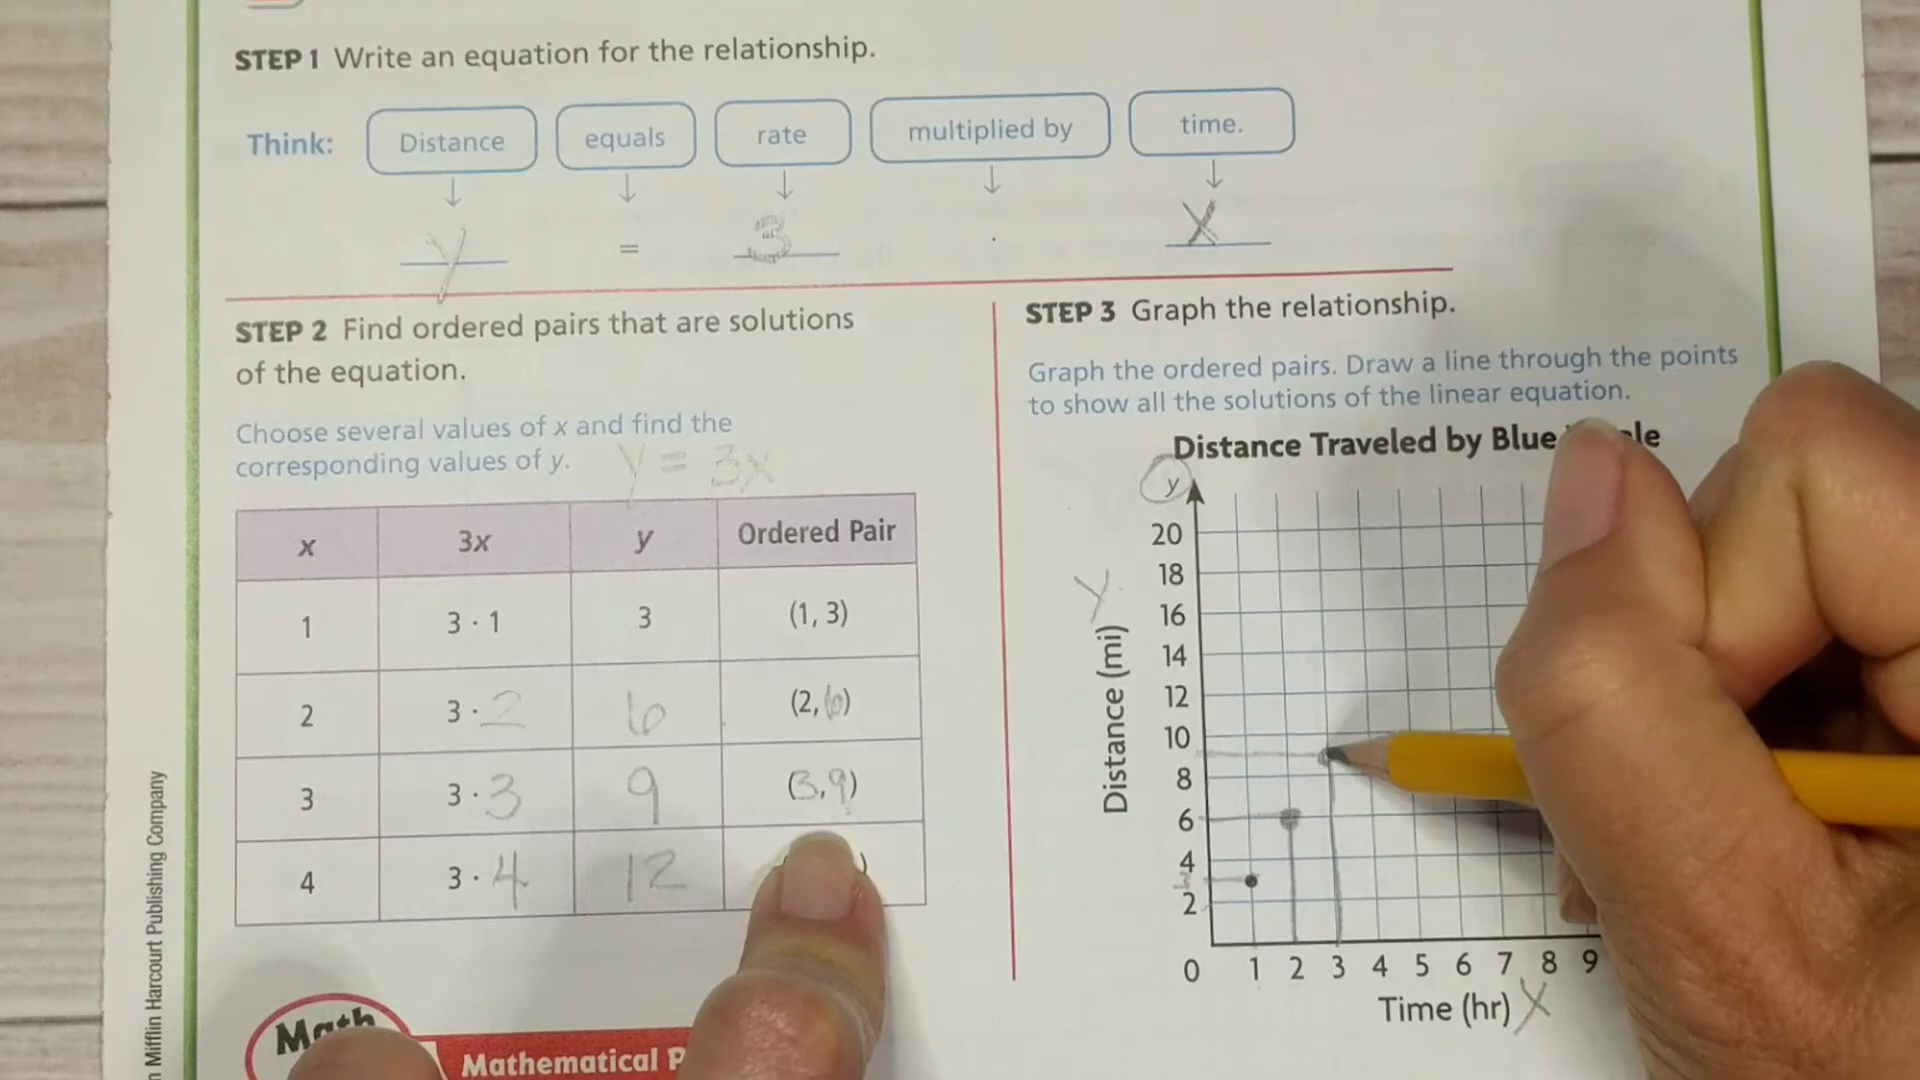 STEP 1 Write an equation for the relationship.
Think: Distance equals rate multiplied by time.
y = 3 · x
STEP 2 Find ordered pairs that are solutions
of the equation.
Choose several values of x and find the
corresponding values of y. y = 3x
x 3x y Ordered Pair
1 3 · 1 3 (1, 3)
2 3 · 2 6 (2, 6)
3 3 · 3 9 (3, 9)
4 3 · 4 12
STEP 3 Graph the relationship.
Graph the ordered pairs. Draw a line through the points
to show all the solutions of the linear equation.
Distance Traveled by Blue
y
20
18
16
14
12
10
8
6
4
2
0 1 2 3 4 5 6 7 8 9
Y
Distance (mi)
Time (hr) X
Mifflin Harcourt Publishing Company
Math
Mathematical